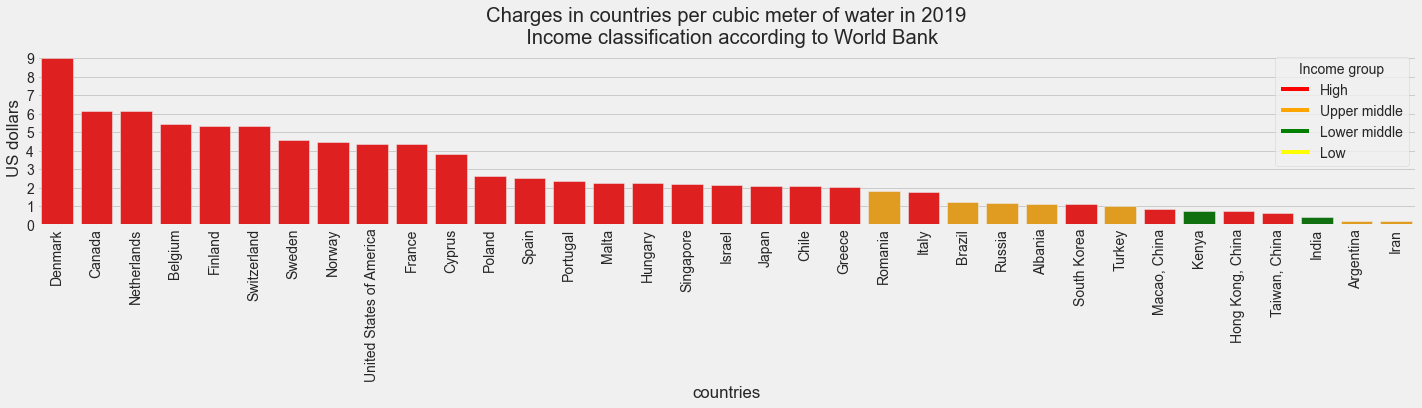 Charges in countries per cubic meter of water in 2019
Income classification according to World Bank
US dollars
9
8
7
6
5
4
3
2
1
0
Income group
High
Upper middle
Lower middle
Low
Denmark
Canada
Netherlands
Belgium
Finland
Switzerland
Sweden
Norway
United States of America
France
Cyprus
Poland
Spain
Portugal
Malta
Hungary
Singapore
Israel
Japan
Chile
Greece
Romania
Italy
Brazil
Russia
Albania
South Korea
Turkey
Macao, China
Kenya
Hong Kong, China
Taiwan, China
India
Argentina
Iran
countries